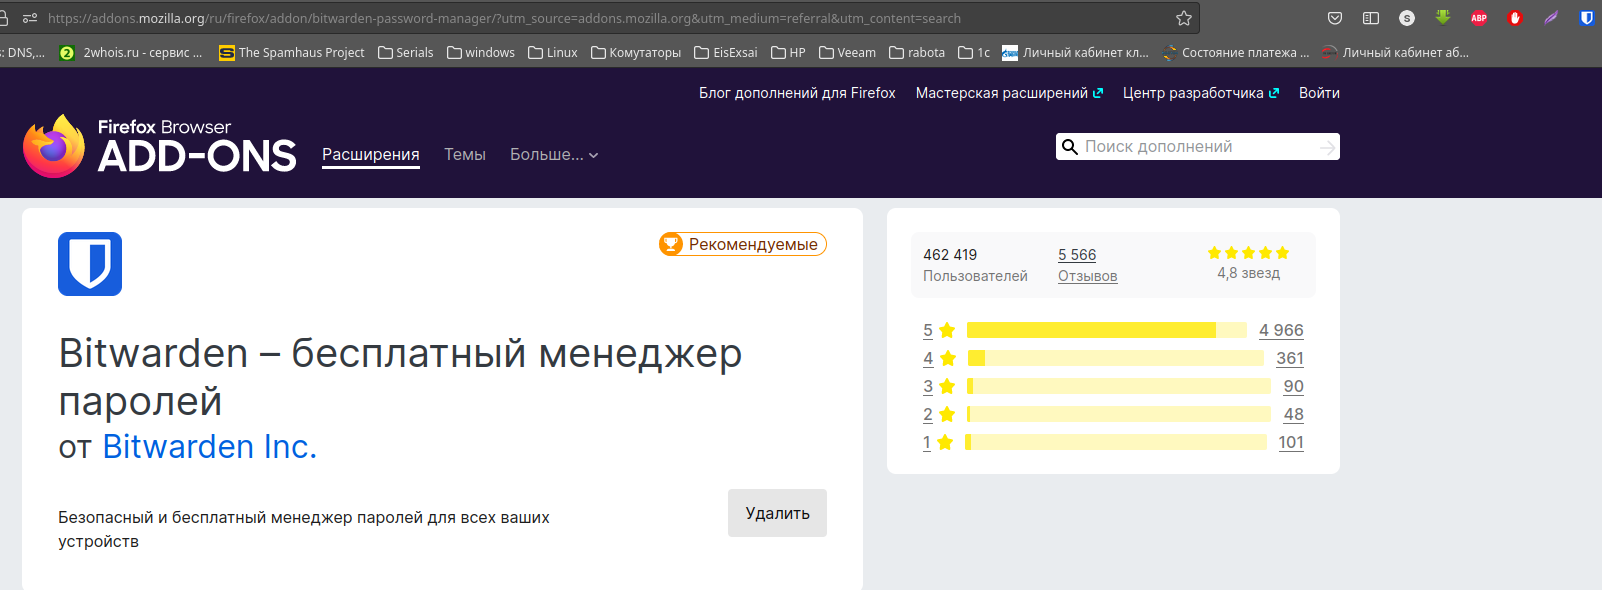 https://addons.mozilla.org/ru/firefox/addon/bitwarden-password-manager/?utm_source=addons.mozilla.org&utm_medium=referral&utm_content=search
S
ABP
: DNS,...
2
2whois.ru - сервис ...
S
The Spamhaus Project
Serials
windows
Linux
Комутаторы
EisExsai
HP
Veeam
rabota
1c
Личный кабинет кл...
Состояние платежа ...
Личный кабинет аб...
Блог дополнений для Firefox
Мастерская расширений
Центр разработчика
Войти
Firefox Browser
ADD-ONS
Расширения
Темы
Больше...
Поиск дополнений
Рекомендуемые
Bitwarden – бесплатный менеджер
паролей
от Bitwarden Inc.
Безопасный и бесплатный менеджер паролей для всех ваших
устройств
Удалить
462 419
Пользователей
5 566
Отзывов
4,8 звезд
5 4 966
4 361
3 90
2 48
1 101